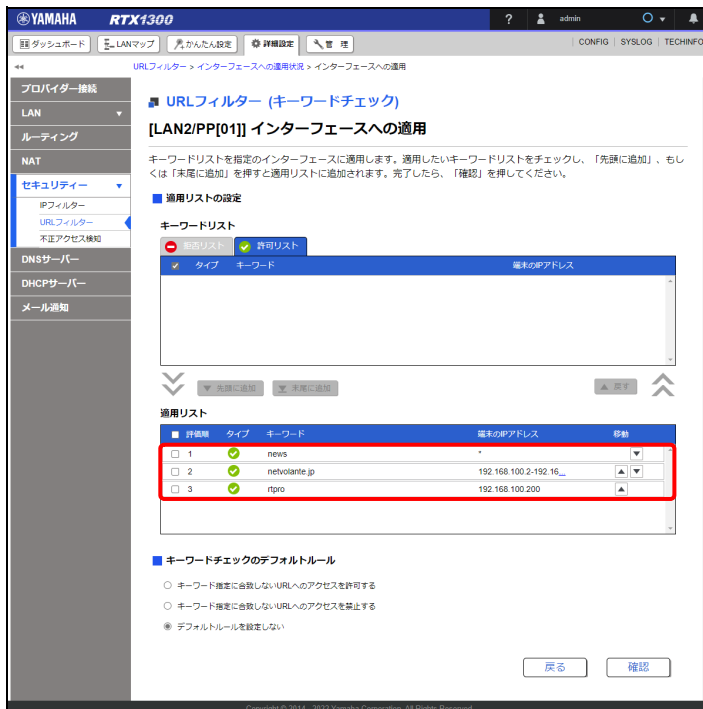 YAMAHA RTX1300 ? admin
ダッシュボード LANマップ かんたん設定 詳細設定 管 理 CONFIG SYSLOG TECHINFO
URLフィルター > インターフェースへの適用状況 > インターフェースへの適用
プロバイダー接続
LAN
ルーティング
NAT
セキュリティー
IPフィルター
URLフィルター
不正アクセス検知
DNSサーバー
DHCPサーバー
メール通知
URLフィルター (キーワードチェック)
[LAN2/PP[01]] インターフェースへの適用
キーワードリストを指定のインターフェースに適用します。適用したいキーワードリストをチェックし、「先頭に追加」、もし
くは「末尾に追加」を押すと適用リストに追加されます。完了したら、「確認」を押してください。
適用リストの設定
キーワードリスト
拒否リスト 許可リスト
タイプ キーワード 端末のIPアドレス
先頭に追加 末尾に追加 戻す
適用リスト
評価順 タイプ キーワード 端末のIPアドレス 移動
1 news *
2 netvolante.jp 192.168.100.2-192.16...
3 rtpro 192.168.100.200
キーワードチェックのデフォルトルール
キーワード指定に合致しないURLへのアクセスを許可する
キーワード指定に合致しないURLへのアクセスを禁止する
デフォルトルールを設定しない
戻る 確認
Copyright © 2014 - 2022 Yamaha Corporation. All Rights Reserved.